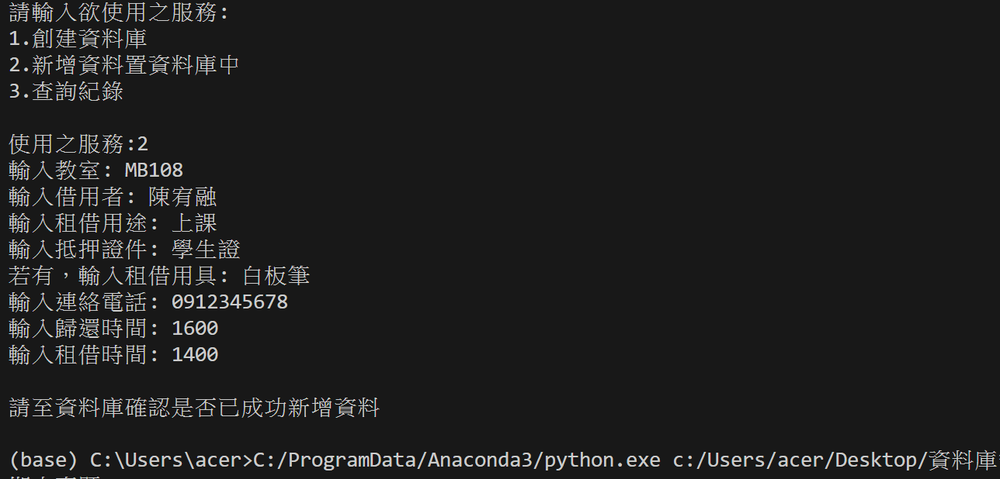 請輸入欲使用之服務:
1.創建資料庫
2.新增資料置資料庫中
3.查詢紀錄
使用之服務:2
輸入教室: MB108
輸入借用者: 陳宥融
輸入租借用途: 上課
輸入抵押證件: 學生證
若有，輸入租借用具: 白板筆
輸入連絡電話: 0912345678
輸入歸還時間: 1600
輸入租借時間: 1400
請至資料庫確認是否已成功新增資料
(base) C:\Users\acer>C:/ProgramData/Anaconda3/python.exe c:/Users/acer/Desktop/資料庫